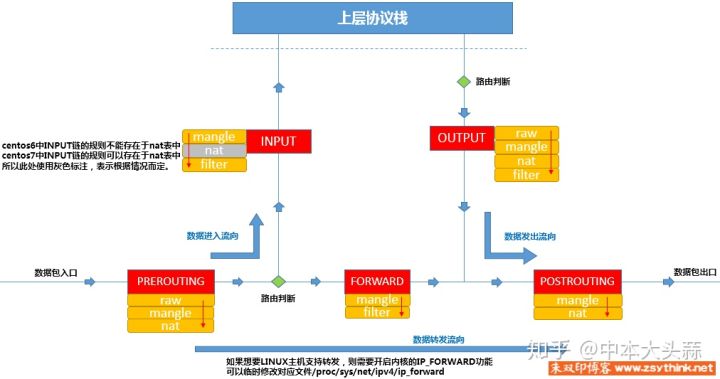 上层协议栈
路由判断
centos6中INPUT链的规则不能存在于nat表中
centos7中INPUT链的规则可以存在于nat表中
所以此处使用灰色标注，表示根据情况而定。
mangle
nat
filter
INPUT
OUTPUT
raw
mangle
nat
filter
数据进入流向
数据发出流向
数据包入口
PREROUTING
raw
mangle
nat
路由判断
FORWARD
mangle
filter
POSTROUTING
mangle
nat
数据包出口
数据转发流向
如果想要LINUX主机支持转发，则需要开启内核的IP_FORWARD功能
可以临时修改对应文件/proc/sys/net/ipv4/ip_forward
知乎 @中本大头蒜
朱双印博客 www.zsythink.net